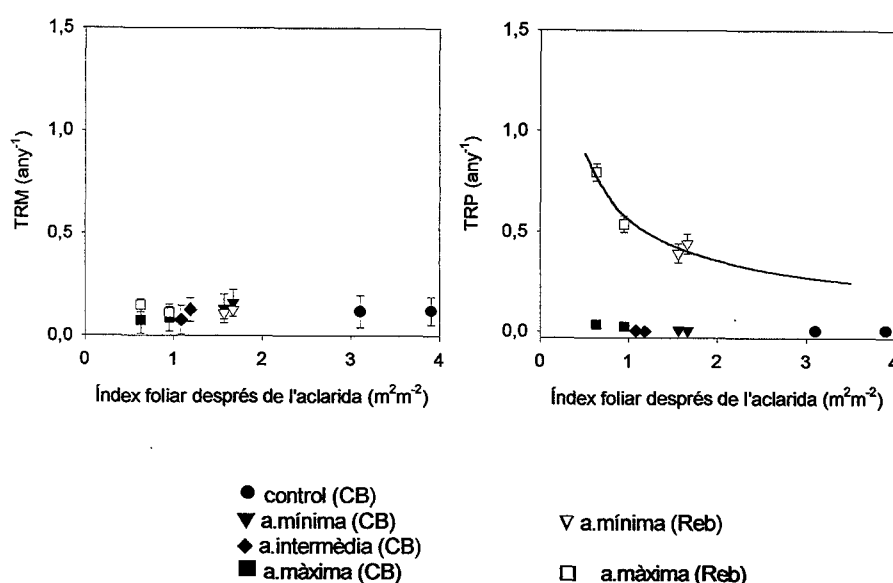 1,5
1,0
0,5
0,0
TRM (any-1)
0 1 2 3 4
Índex foliar després de l'aclarida (m2m-2)
1,5
1,0
0,5
0,0
TRP (any-1)
0 1 2 3 4
Índex foliar després de l'aclarida (m2m-2)
control (CB)
a.mínima (CB)
a.intermèdia (CB)
a.màxima (CB)
a.mínima (Reb)
a.màxima (Reb)